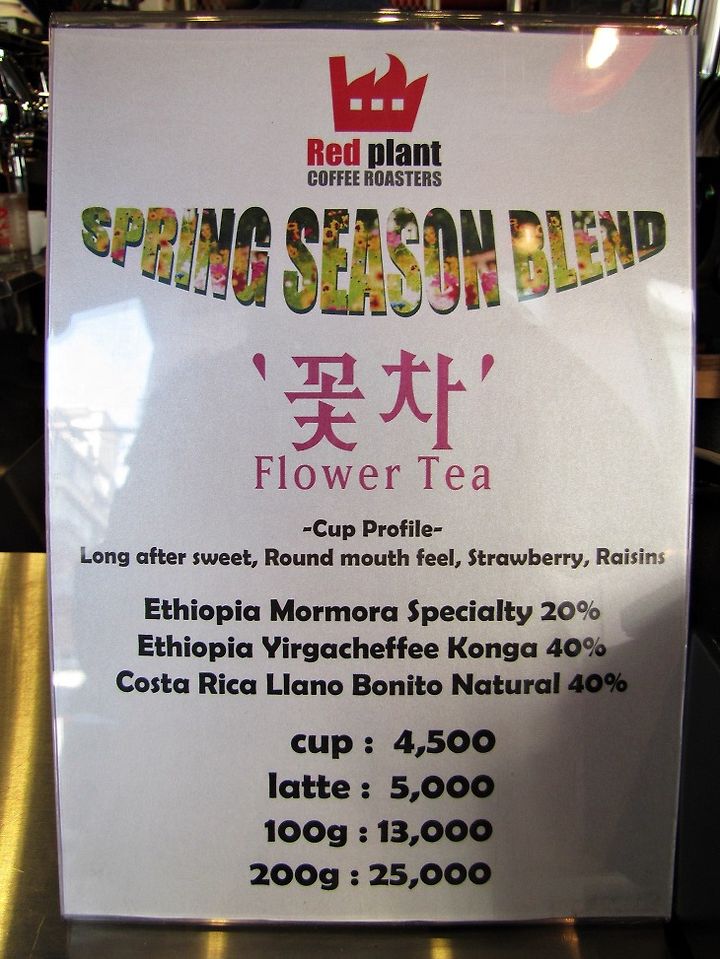 Red plant
COFFEE ROASTERS
SPRING SEASON BLEND
'꽃차'
Flower Tea
-Cup Profile-
Long after sweet, Round mouth feel, Strawberry, Raisins
Ethiopia Mormora Specialty 20%
Ethiopia Yirgacheffee Konga 40%
Costa Rica Llano Bonito Natural 40%
cup : 4,500
latte : 5,000
100g : 13,000
200g : 25,000